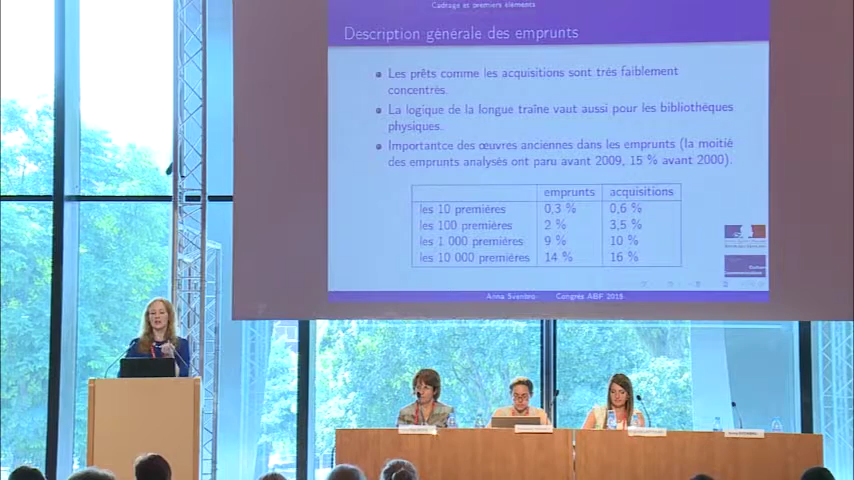 Cadrage et premiers éléments
Description générale des emprunts
Les prêts comme les acquisitions sont très faiblement
concentrés.
La logique de la longue traîne vaut aussi pour les bibliothèques
physiques.
Importantce des œuvres anciennes dans les emprunts (la moitié
des emprunts analysés ont paru avant 2009, 15 % avant 2000).
emprunts acquisitions
les 10 premières 0,3 % 0,6 %
les 100 premières 2 % 3,5 %
les 1 000 premières 9 % 10 %
les 10 000 premières 14 % 16 %
Congrès ABF 2015